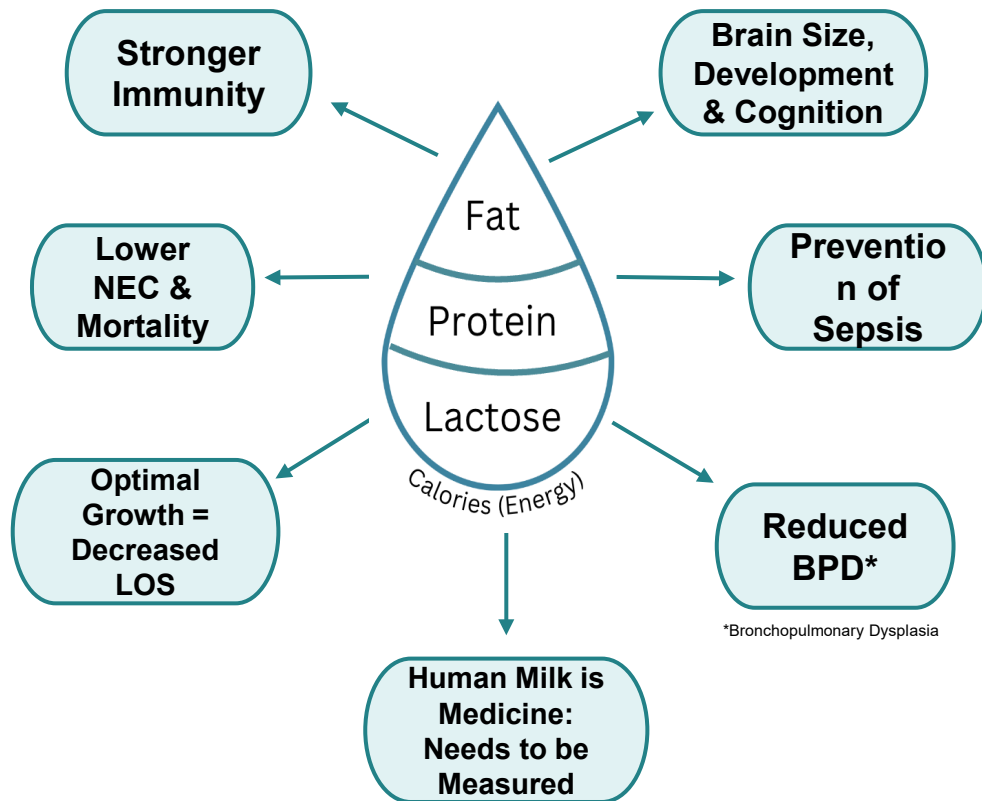 Stronger
Immunity
Brain Size,
Development
& Cognition
Fat
Lower
NEC &
Mortality
Protein
Preventio
n of
Sepsis
Lactose
Calories (Energy)
Optimal
Growth =
Decreased
LOS
Reduced
BPD*
*Bronchopulmonary Dysplasia
Human Milk is
Medicine:
Needs to be
Measured